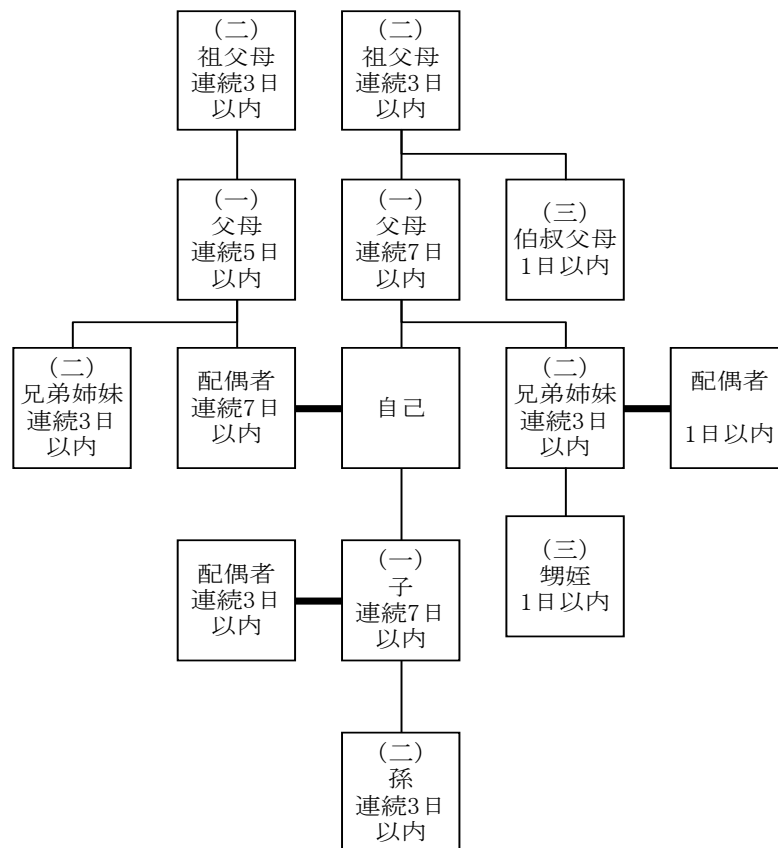 （二）
祖父母
連続3日
以内
（二）
祖父母
連続3日
以内
（一）
父母
連続5日
以内
（一）
父母
連続7日
以内
（三）
伯叔父母
1日以内
（二）
兄弟姉妹
連続3日
以内
配偶者
連続7日
以内
自己
（二）
兄弟姉妹
連続3日
以内
配偶者
1日以内
配偶者
連続3日
以内
（一）
子
連続7日
以内
（三）
甥姪
1日以内
（二）
孫
連続3日
以内